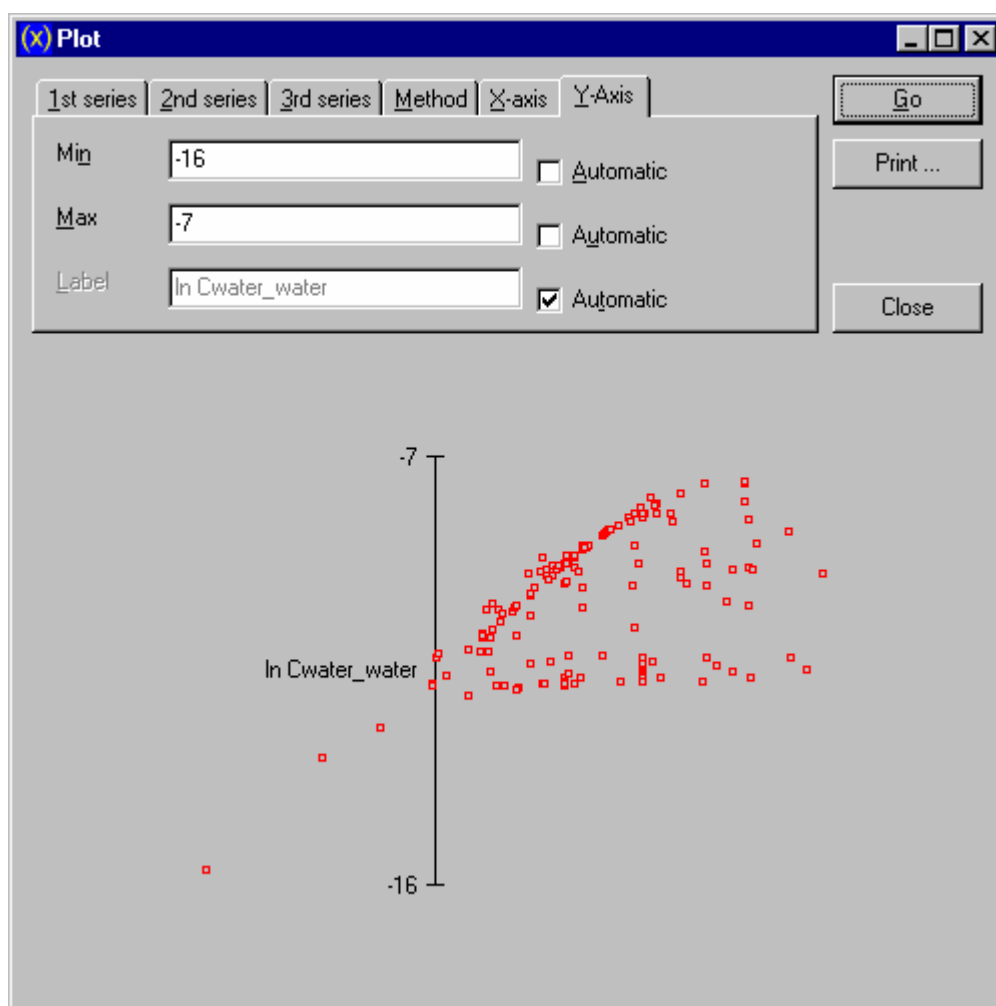 (x) Plot
1st series 2nd series 3rd series Method X-axis Y-Axis
Go
Min -16 Automatic
Print ...
Max -7 Automatic
Label ln Cwater_water Automatic
Close
-7
ln Cwater_water
-16